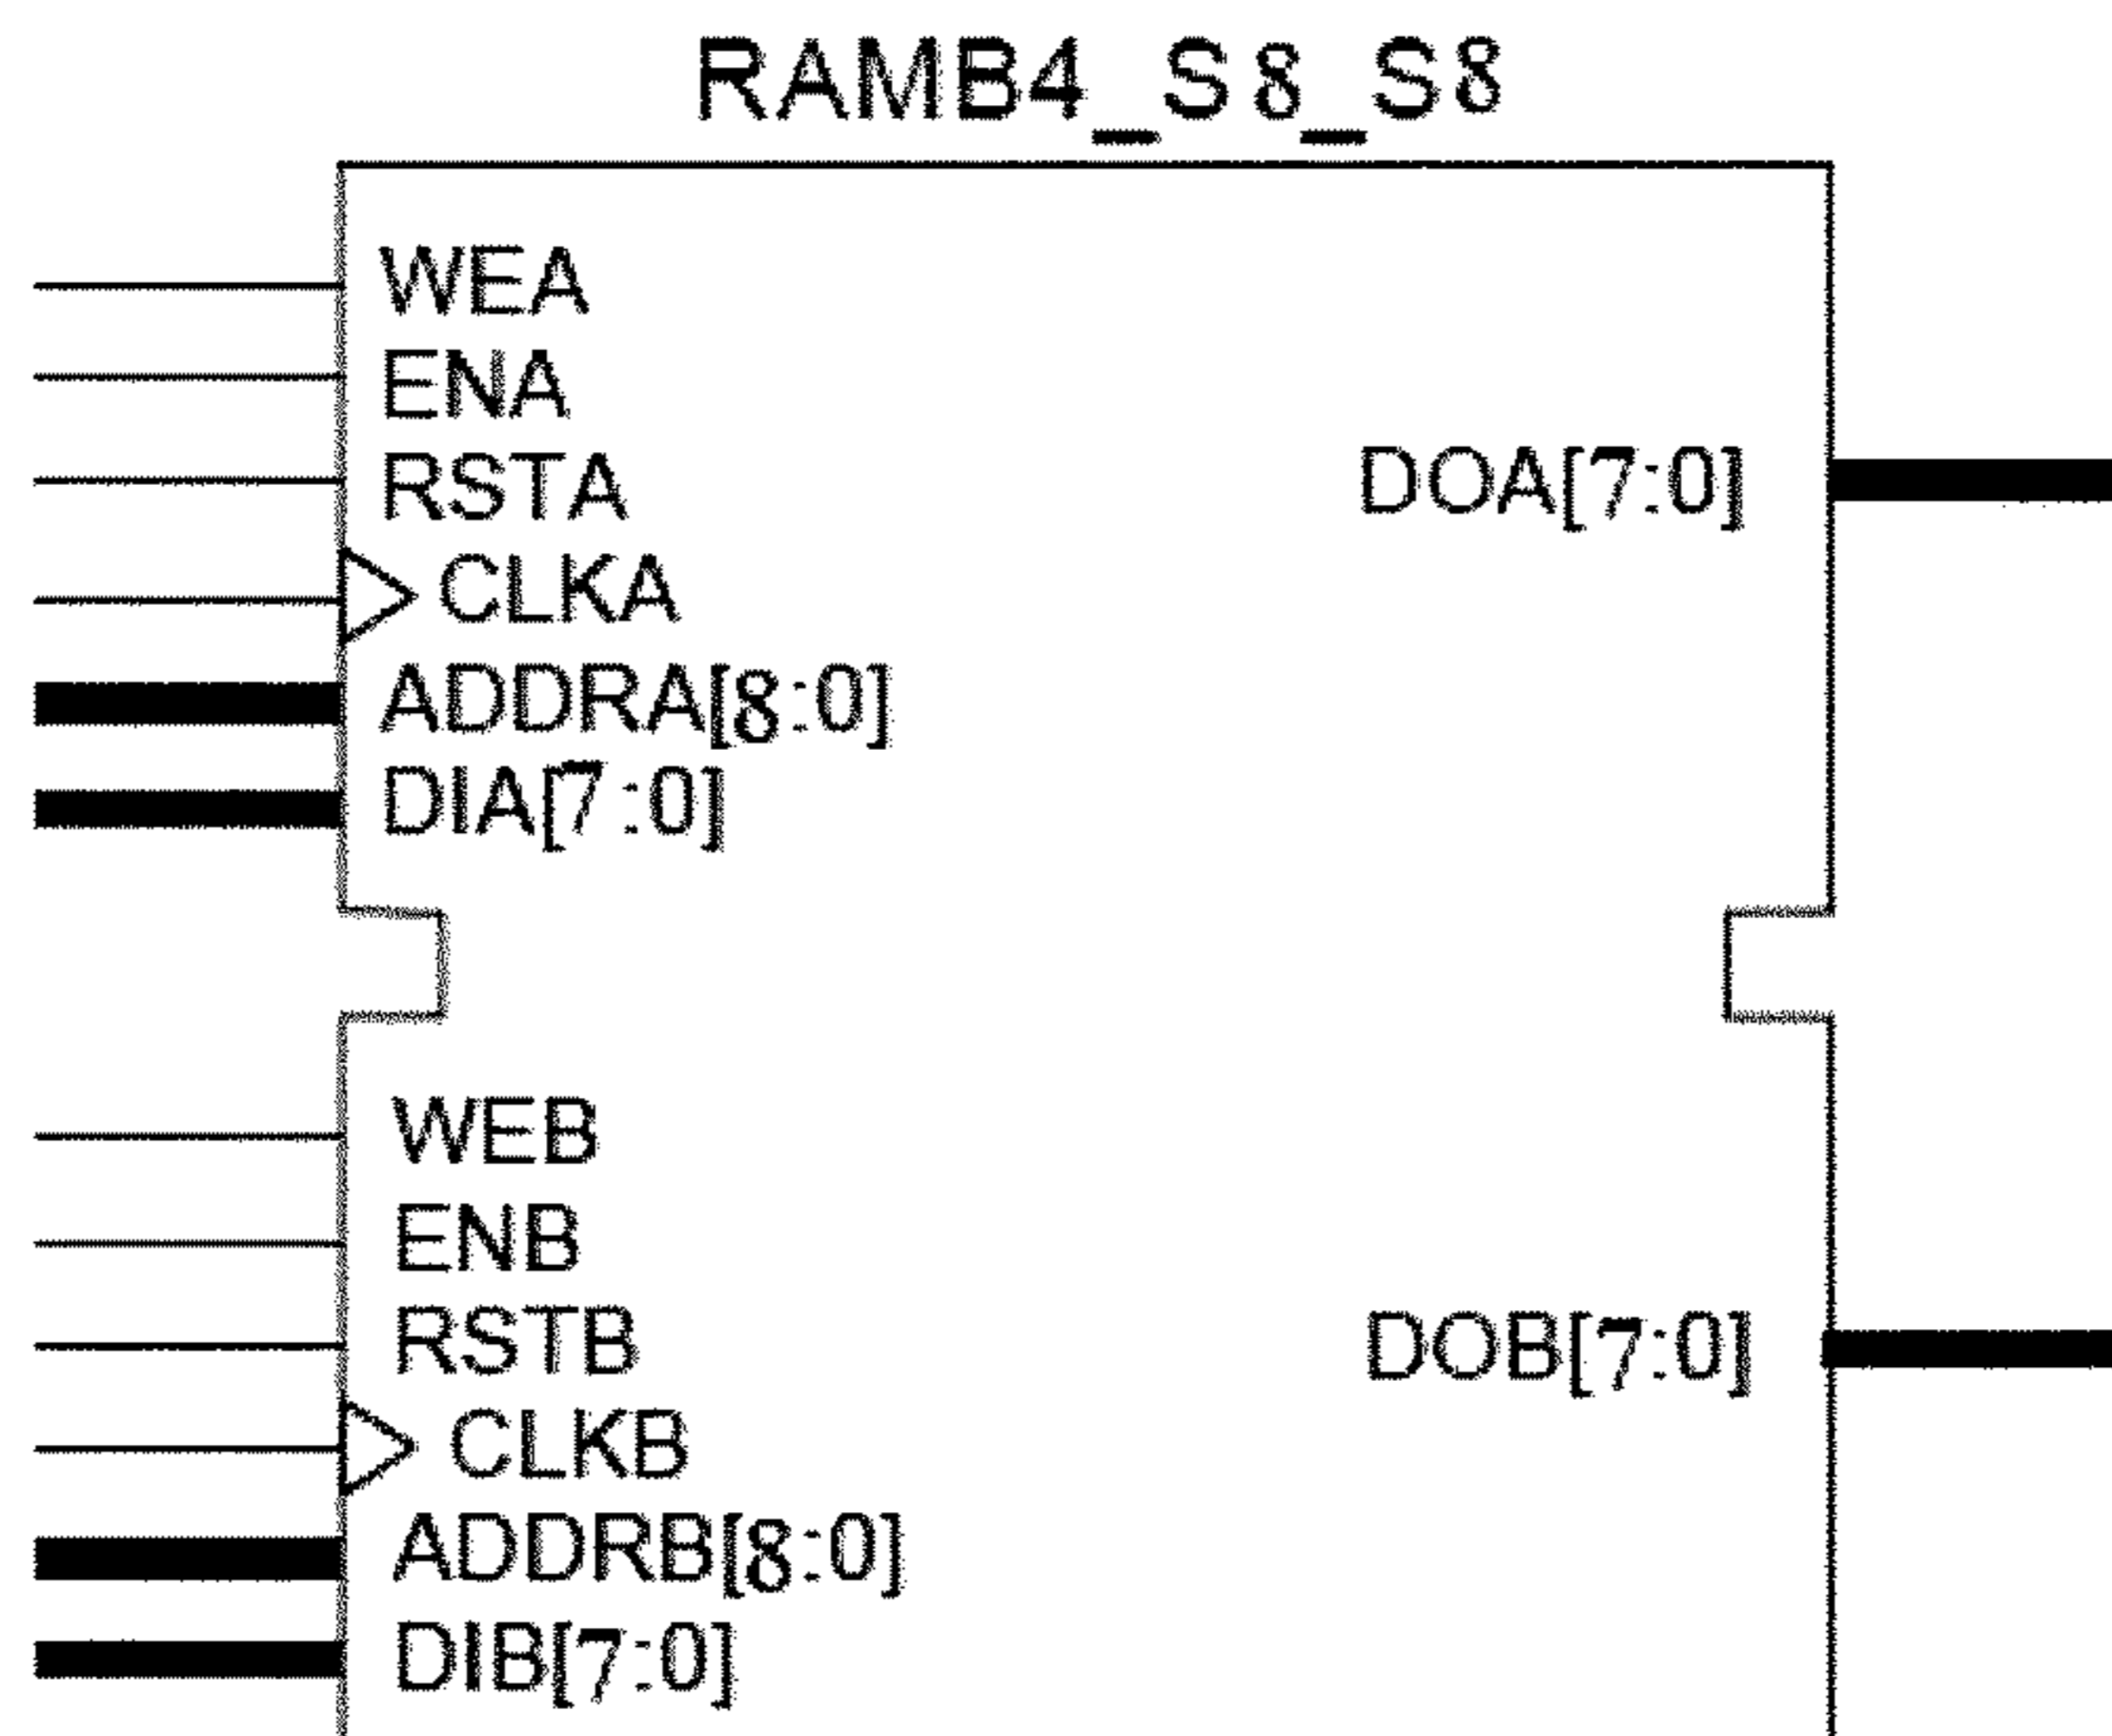 RAMB4_S8_S8
WEA
ENA
RSTA
DOA[7:0]
CLKA
ADDRA[8:0]
DIA[7:0]
WEB
ENB
RSTB
DOB[7:0]
CLKB
ADDRB[8:0]
DIB[7:0]